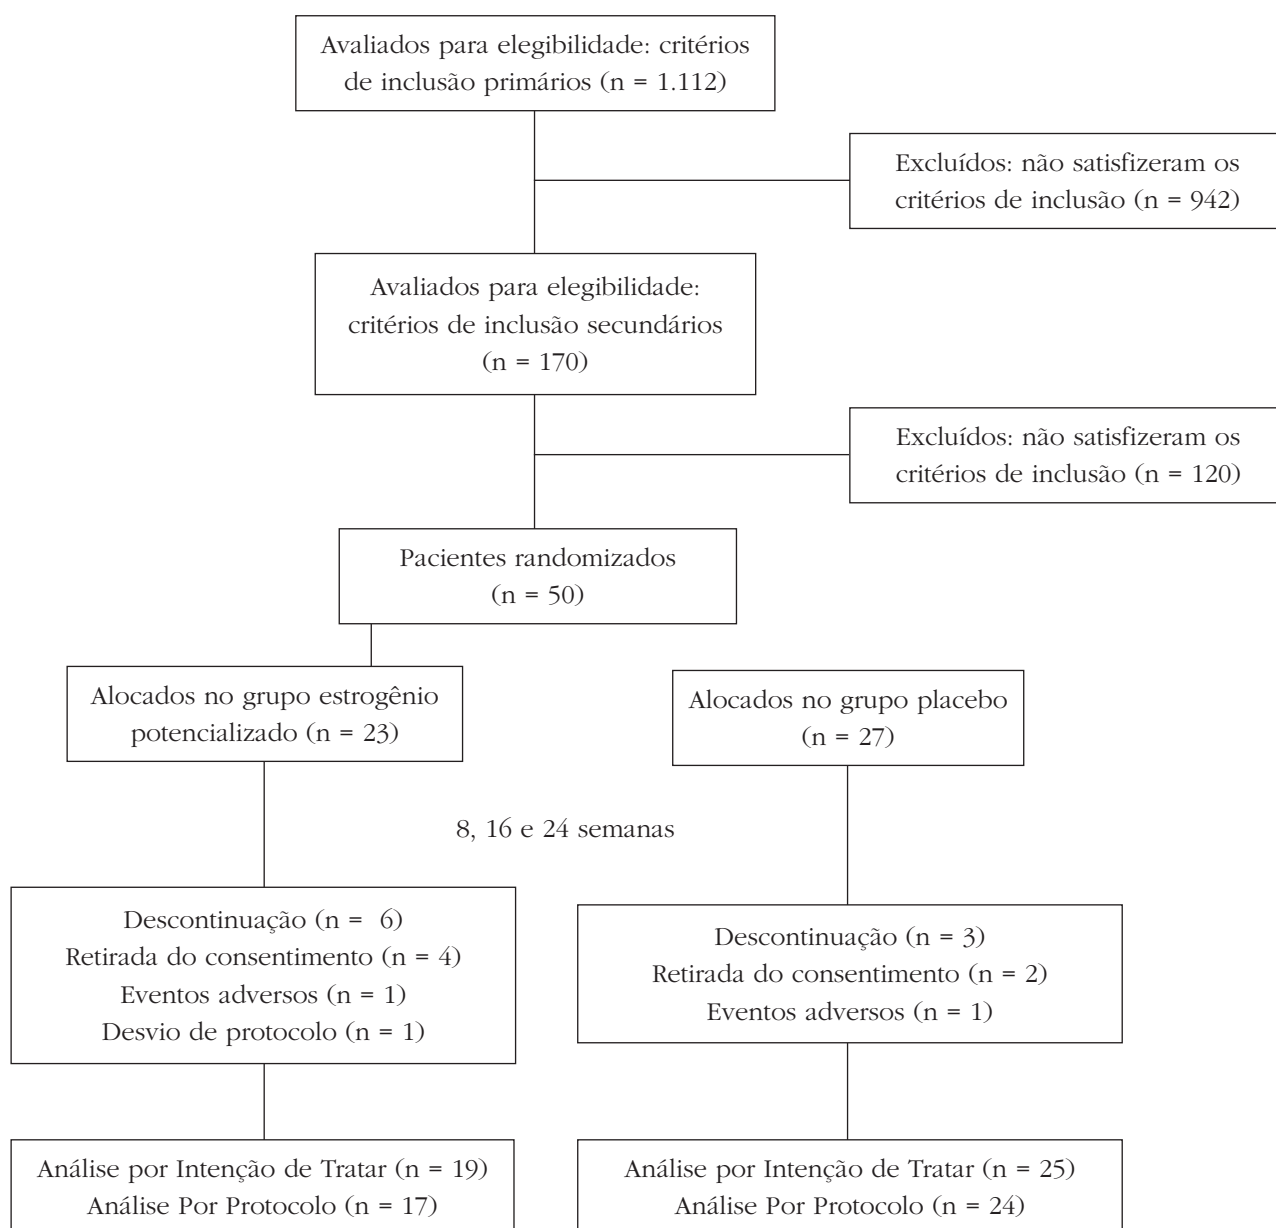 Avaliados para elegibilidade: critérios
de inclusão primários (n = 1.112)
Excluídos: não satisfizeram os
critérios de inclusão (n = 942)
Avaliados para elegibilidade:
critérios de inclusão secundários
(n = 170)
Excluídos: não satisfizeram os
critérios de inclusão (n = 120)
Pacientes randomizados
(n = 50)
Alocados no grupo estrogênio
potencializado (n = 23)
Alocados no grupo placebo
(n = 27)
8, 16 e 24 semanas
Descontinuação (n = 6)
Retirada do consentimento (n = 4)
Eventos adversos (n = 1)
Desvio de protocolo (n = 1)
Descontinuação (n = 3)
Retirada do consentimento (n = 2)
Eventos adversos (n = 1)
Análise por Intenção de Tratar (n = 19)
Análise Por Protocolo (n = 17)
Análise por Intenção de Tratar (n = 25)
Análise Por Protocolo (n = 24)